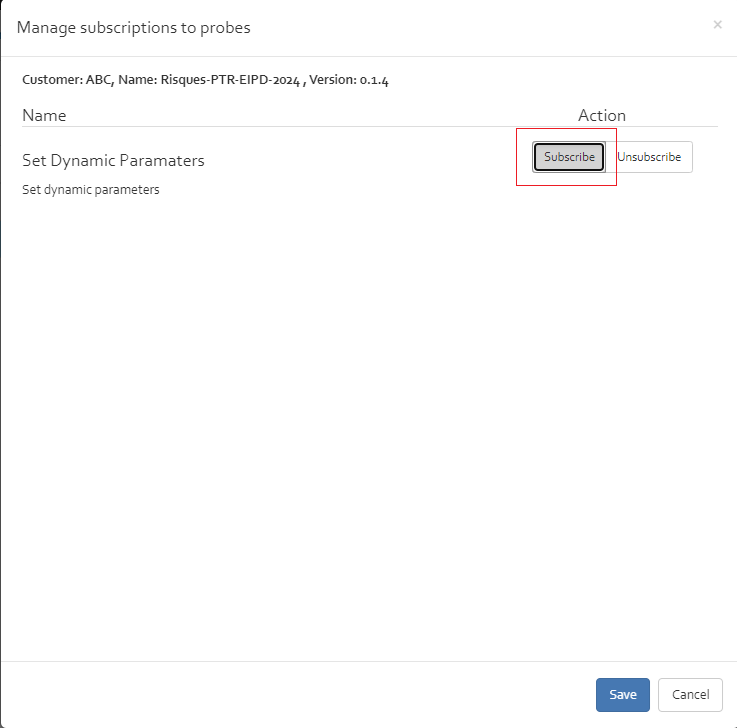 Manage subscriptions to probes
×
Customer: ABC, Name: Risques-PTR-EIPD-2024 , Version: 0.1.4
Name Action
Set Dynamic Paramaters Subscribe Unsubscribe
Set dynamic parameters
Save Cancel